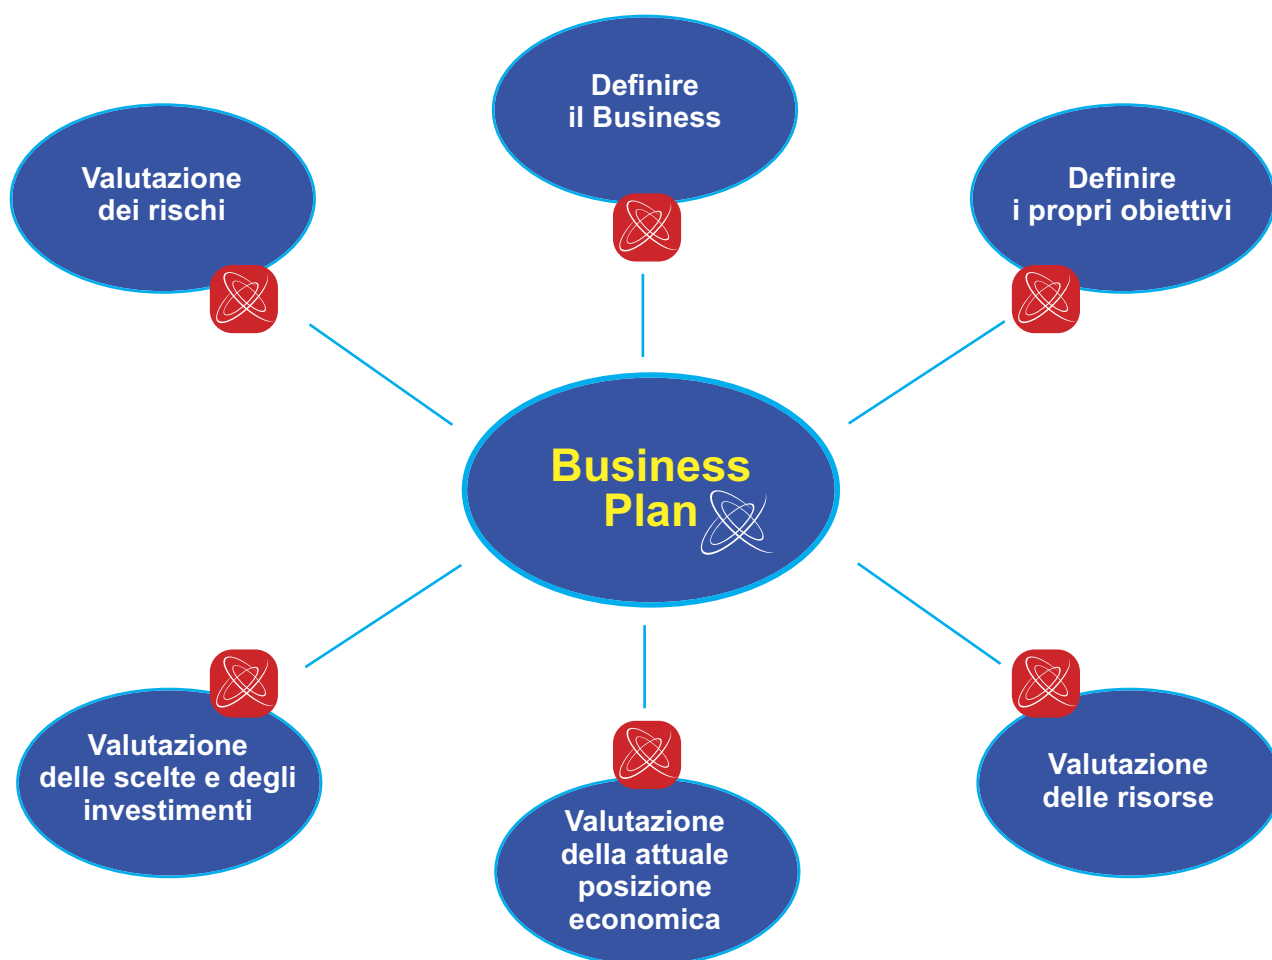 Definire
il Business
Valutazione
dei rischi
Definire
i propri obiettivi
Business
Plan
Valutazione
delle scelte e degli
investimenti
Valutazione
della attuale
posizione
economica
Valutazione
delle risorse